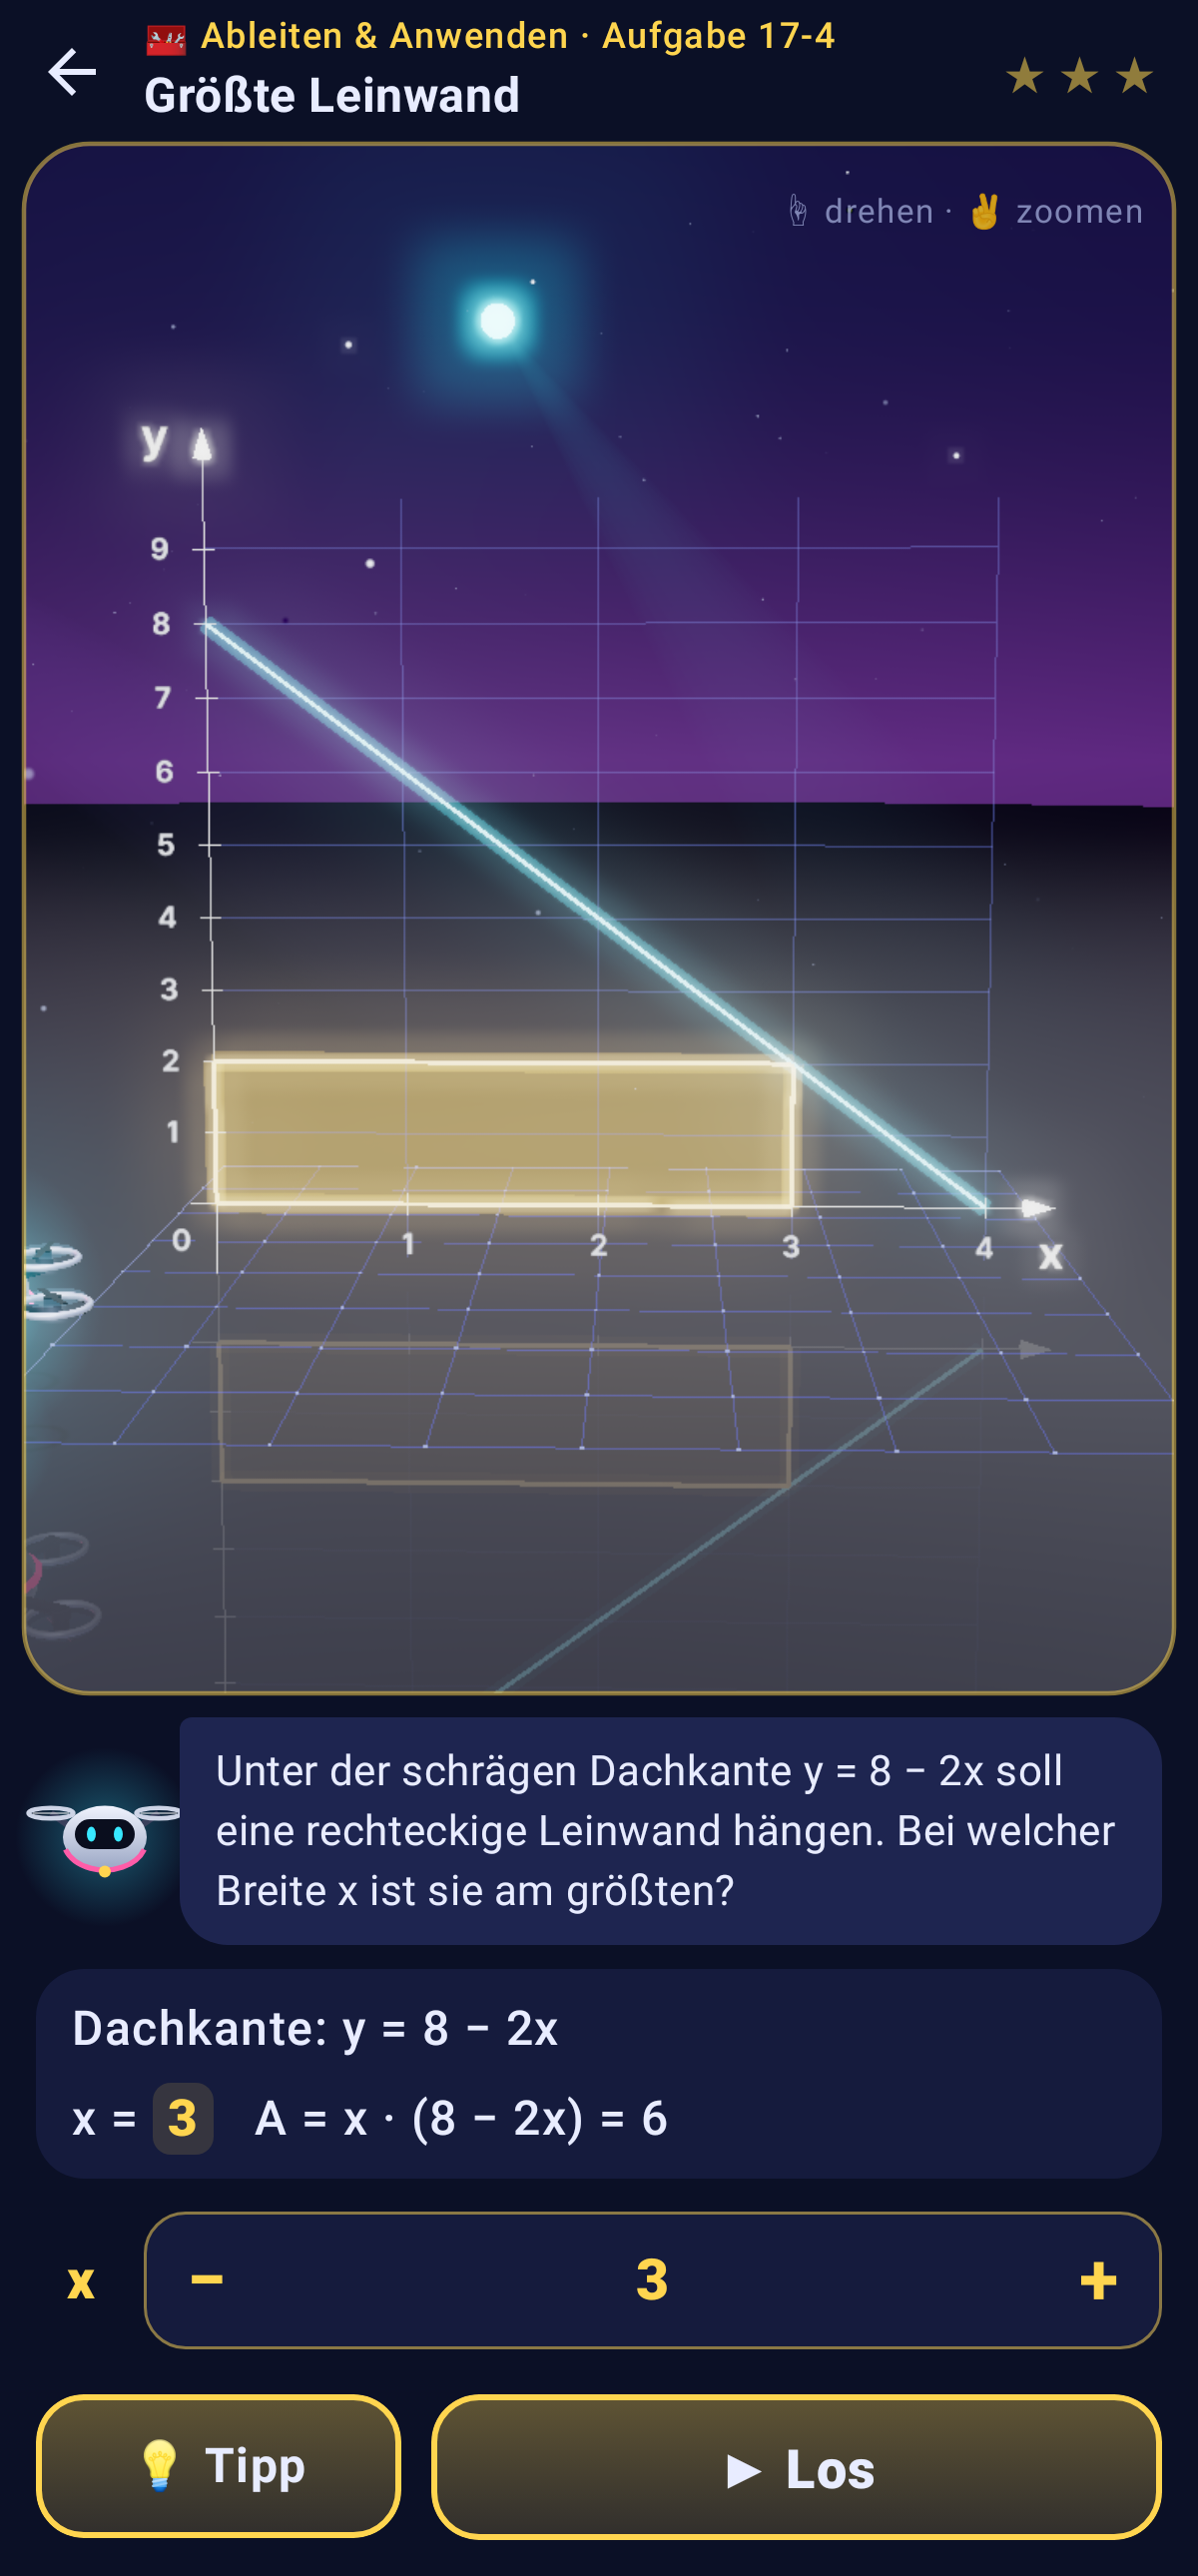 🧰 Ableiten & Anwenden · Aufgabe 17-4
Größte Leinwand
★ ★ ★
☝ drehen · ✌ zoomen
y
9
8
7
6
5
4
3
2
1
0 1 2 3 4 x
Unter der schrägen Dachkante y = 8 − 2x soll
eine rechteckige Leinwand hängen. Bei welcher
Breite x ist sie am größten?
Dachkante: y = 8 − 2x
x = 3 A = x · (8 − 2x) = 6
x − 3 +
💡 Tipp ▶ Los